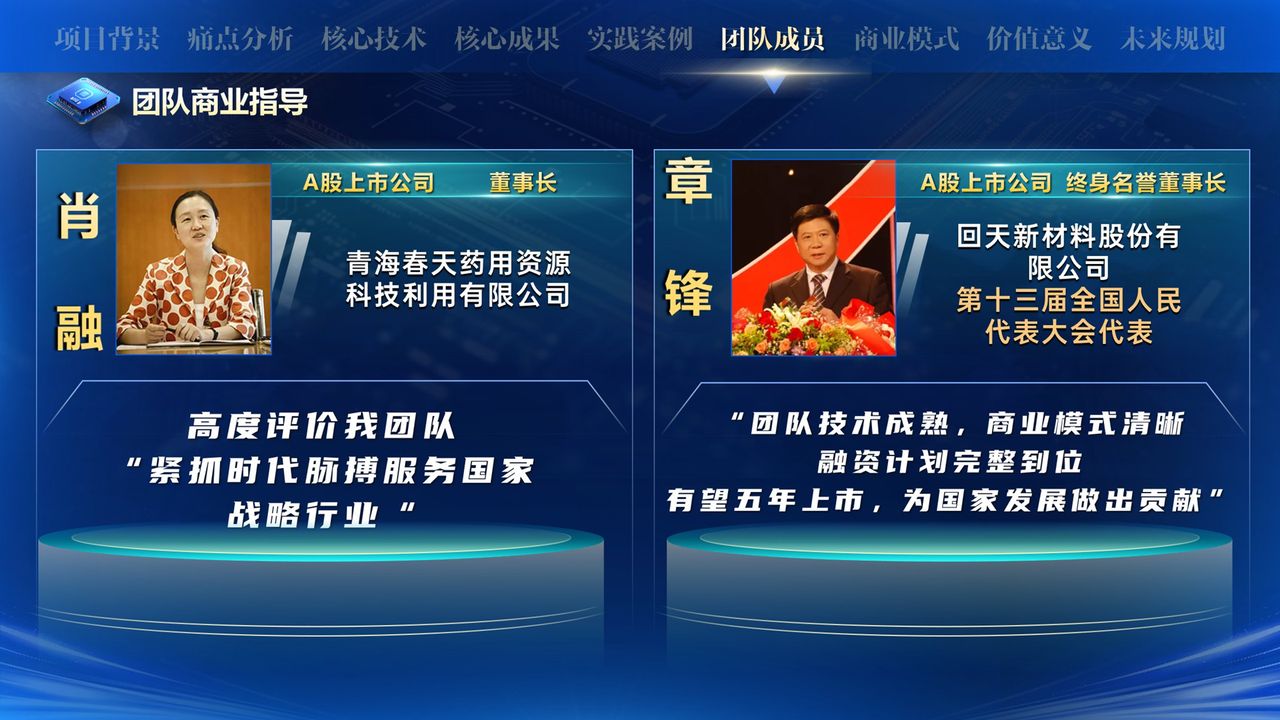 项目背景 痛点分析 核心技术 核心成果 实践案例 团队成员 商业模式 价值意义 未来规划
团队商业指导
肖融
A股上市公司 董事长
青海春天药用资源
科技利用有限公司
高度评价我团队
“紧抓时代脉搏服务国家
战略行业“
章锋
A股上市公司 终身名誉董事长
回天新材料股份有
限公司
第十三届全国人民
代表大会代表
“团队技术成熟，商业模式清晰
融资计划完整到位
有望五年上市，为国家发展做出贡献”